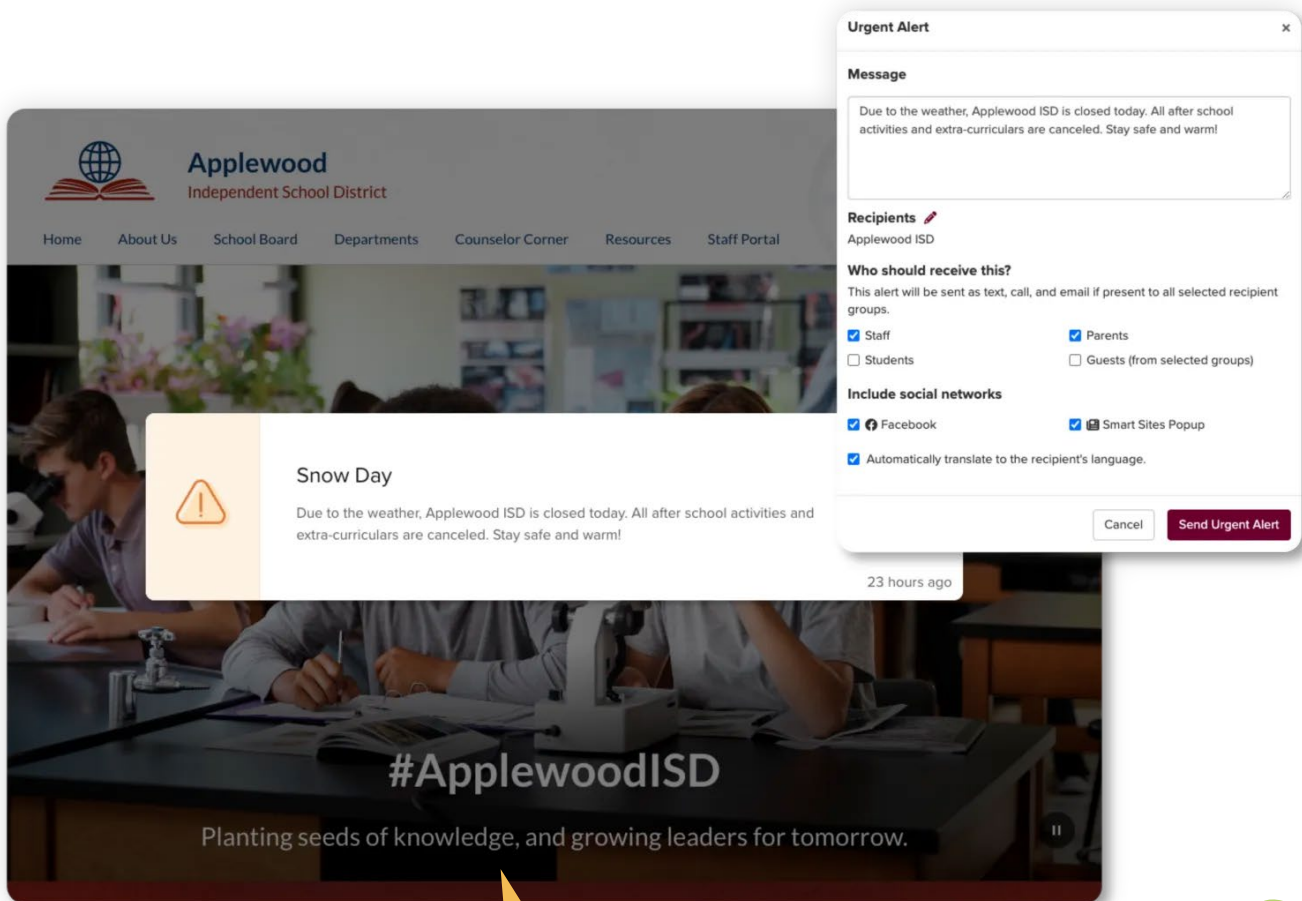 Urgent Alert ×
Message
Due to the weather, Applewood ISD is closed today. All after school
activities and extra-curriculars are canceled. Stay safe and warm!
Recipients
Applewood ISD
Who should receive this?
This alert will be sent as text, call, and email if present to all selected recipient
groups.
Staff
Parents
Students
Guests (from selected groups)
Include social networks
Facebook
Smart Sites Popup
Automatically translate to the recipient's language.
Cancel
Send Urgent Alert
Applewood
Independent School District
Home
About Us
School Board
Departments
Counselor Corner
Resources
Staff Portal
Snow Day
Due to the weather, Applewood ISD is closed today. All after school activities and
extra-curriculars are canceled. Stay safe and warm!
23 hours ago
#ApplewoodISD
Planting seeds of knowledge, and growing leaders for tomorrow.